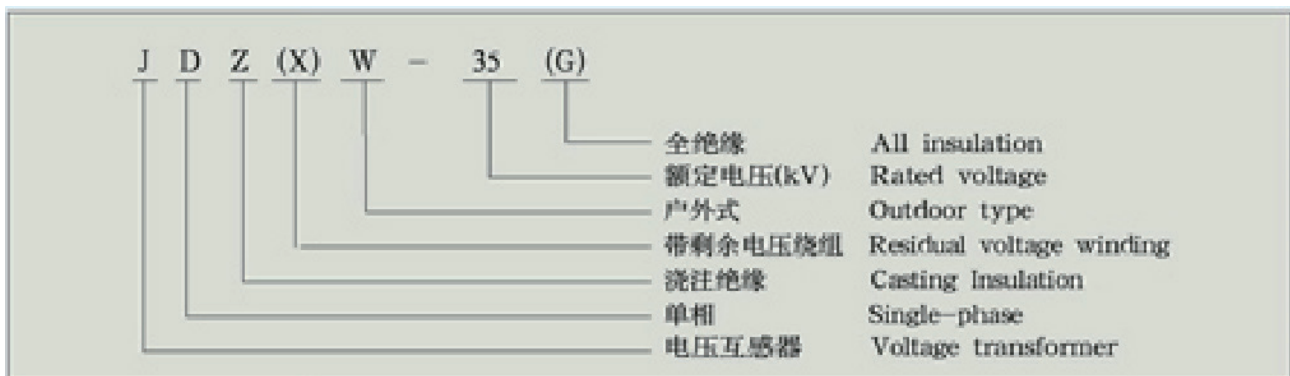 J D Z (X) W - 35 (G)
全绝缘 All insulation
额定电压(kV) Rated voltage
户外式 Outdoor type
带剩余电压绕组 Residual voltage winding
浇注绝缘 Casting Insulation
单相 Single-phase
电压互感器 Voltage transformer